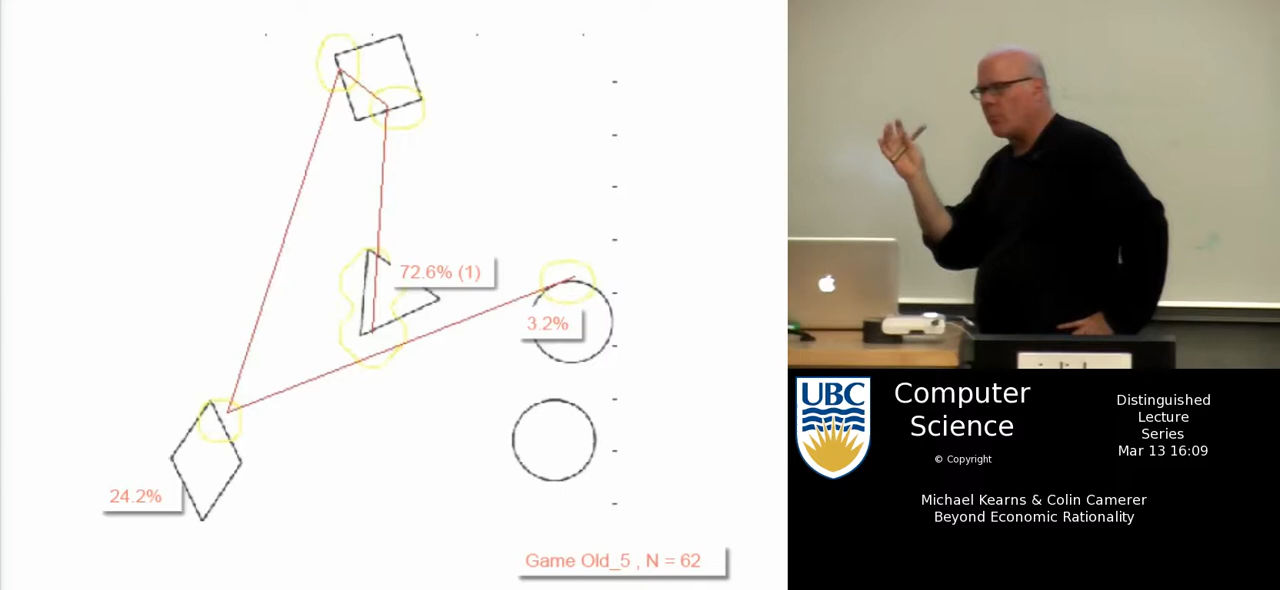 72.6% (1)
3.2%
24.2%
Game Old_5 , N = 62
UBC
Computer
Science
© Copyright
Distinguished
Lecture
Series
Mar 13 16:09
Michael Kearns & Colin Camerer
Beyond Economic Rationality